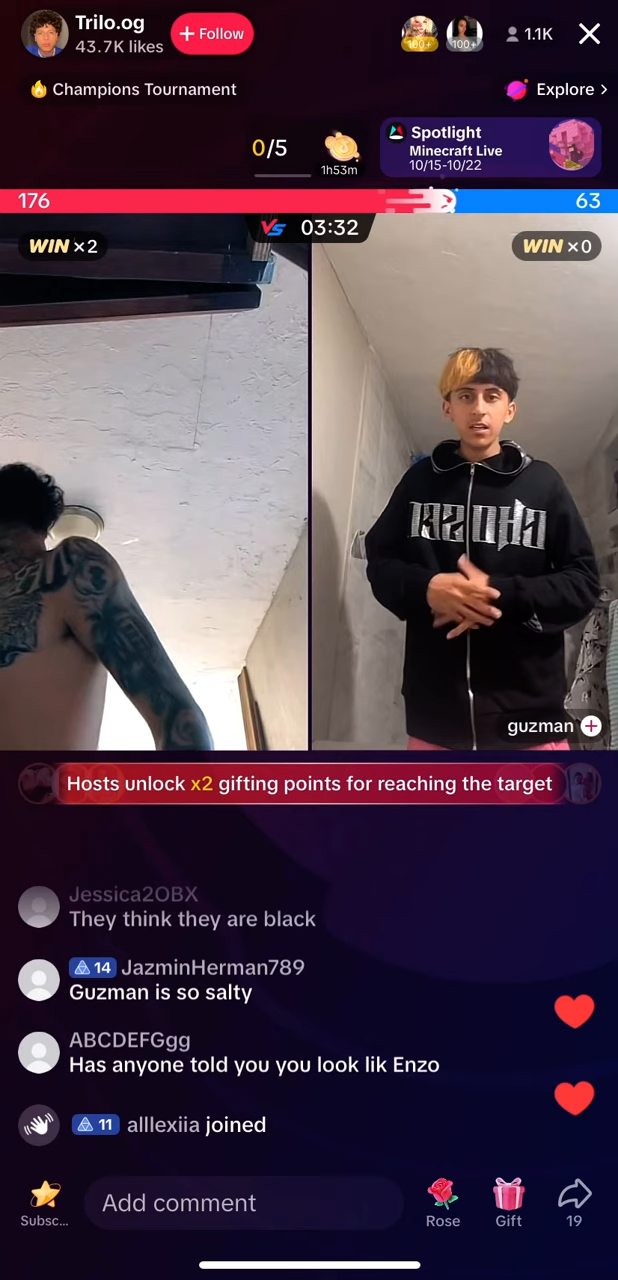 Trilo.og
43.7K likes
+ Follow
100+
100+
1.1K
Champions Tournament
Explore >
0/5
1h53m
Spotlight
Minecraft Live
10/15-10/22
176
63
VS 03:32
WIN ×2
WIN ×0
guzman
Hosts unlock x2 gifting points for reaching the target
Jessica2OBX
They think they are black
14 JazminHerman789
Guzman is so salty
ABCDEFGgg
Has anyone told you you look lik Enzo
11 alllexiia joined
Subsc...
Add comment
Rose
Gift
19